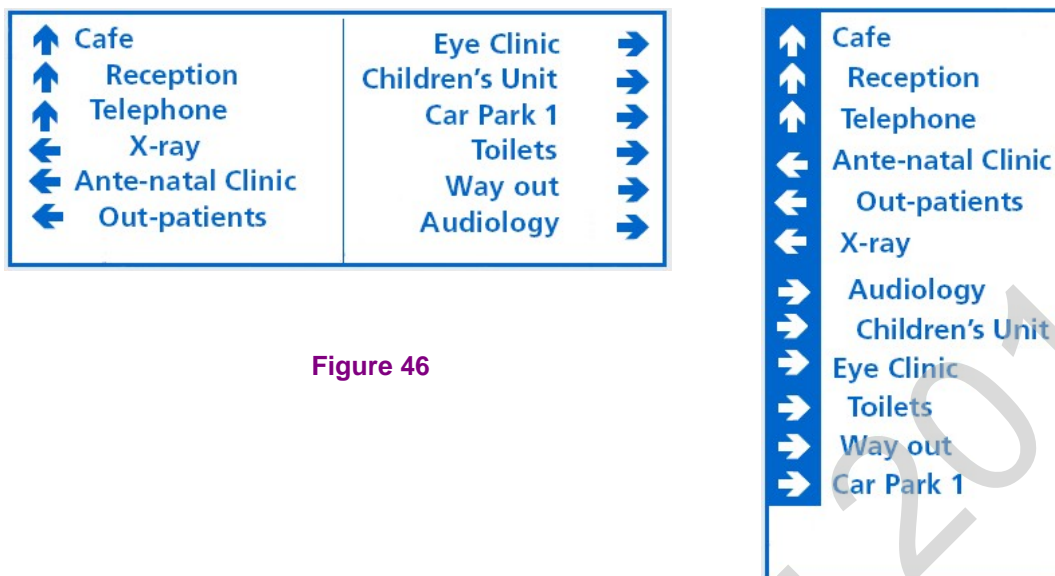 Cafe
Reception
Telephone
X-ray
Ante-natal Clinic
Out-patients
Eye Clinic
Children's Unit
Car Park 1
Toilets
Way out
Audiology
Figure 46
Cafe
Reception
Telephone
Ante-natal Clinic
Out-patients
X-ray
Audiology
Children's Unit
Eye Clinic
Toilets
Way out
Car Park 1
201